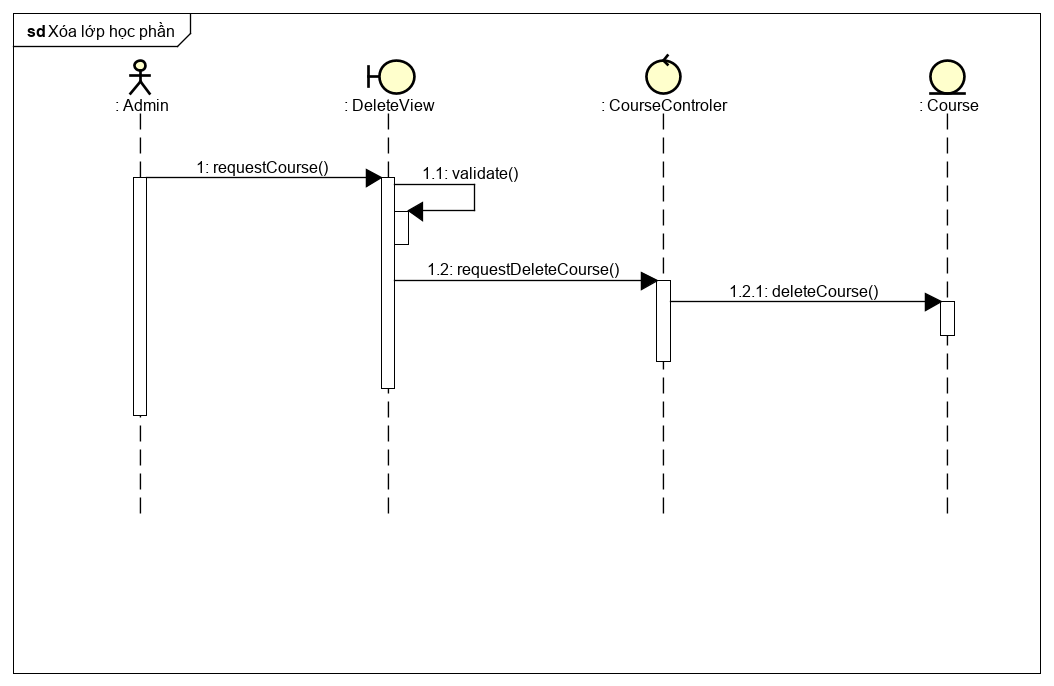 sd Xóa lớp học phần
: Admin
: DeleteView
: CourseControler
: Course
1: requestCourse()
1.1: validate()
1.2: requestDeleteCourse()
1.2.1: deleteCourse()